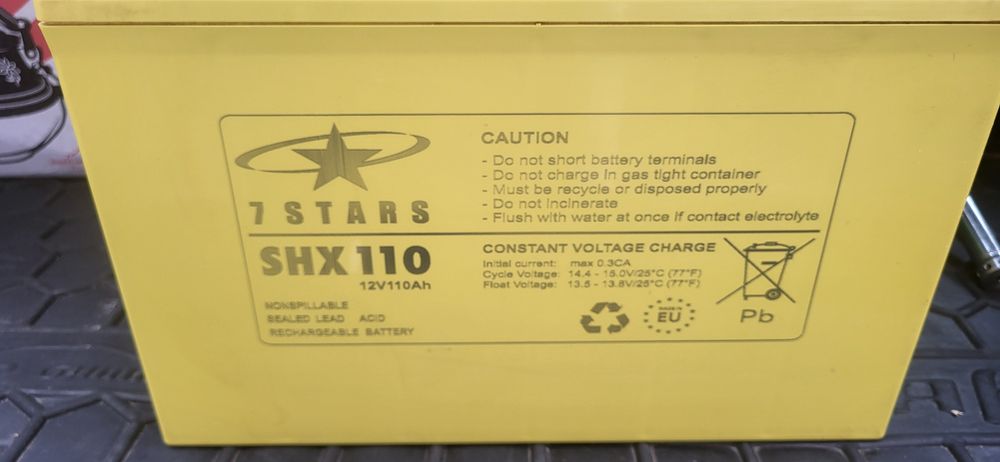 7 STARS
SHX 110
12V110Ah
NONSPILLABLE
SEALED LEAD ACID
RECHARGEABLE BATTERY
CAUTION
- Do not short battery terminals
- Do not charge in gas tight container
- Must be recycle or disposed properly
- Do not incinerate
- Flush with water at once if contact electrolyte
CONSTANT VOLTAGE CHARGE
Initial current: max 0.3CA
Cycle Voltage: 14.4 - 15.0V/25°C (77°F)
Float Voltage: 13.5 - 13.8V/25°C (77°F)
MADE IN
EU
Pb